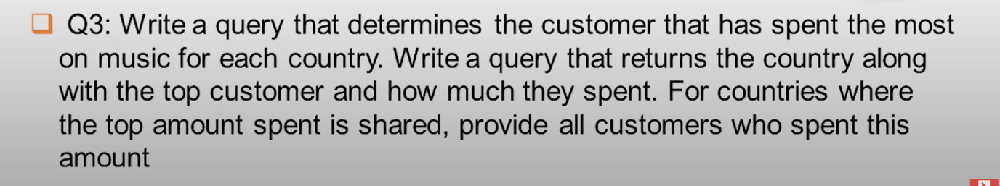 Q3: Write a query that determines the customer that has spent the most
on music for each country. Write a query that returns the country along
with the top customer and how much they spent. For countries where
the top amount spent is shared, provide all customers who spent this
amount